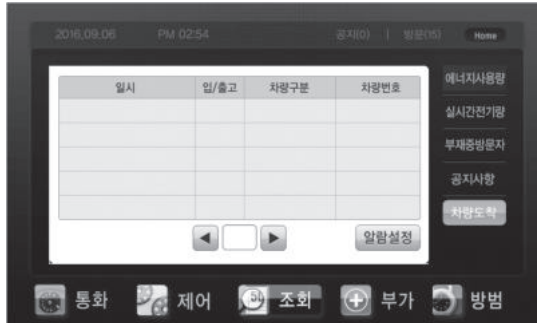 2016.09.06 PM 02:54 공지(0) | 방문(15) Home
일시 입/출고 차량구분 차량번호
에너지사용량
실시간전기량
부재중방문자
공지사항
차량도착
◀ ▶ 알람설정
통화 제어 조회 부가 방범